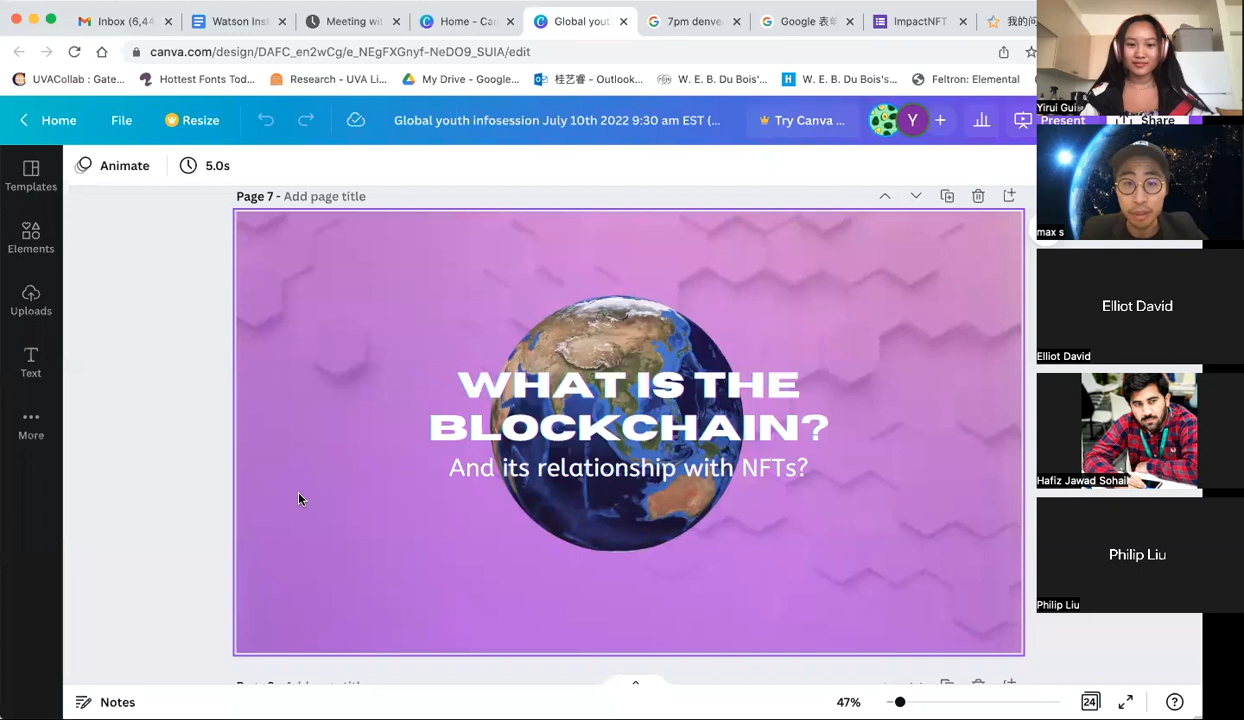 Inbox (6,44
Watson Ins
Meeting wi
Home - Ca
Global yout
7pm denve
Google 表
ImpactNFT
我的
canva.com/design/DAFC_en2wCg/e_NEgFXGnyf-NeDO9_SUIA/edit
UVACollab : Gate...
Hottest Fonts Tod...
Research - UVA Li...
My Drive - Google...
桂艺睿 - Outlook...
W. E. B. Du Bois'...
W. E. B. Du Bois's...
Feltron: Elemental
Home
File
Resize
Global youth infosession July 10th 2022 9:30 am EST (...
Try Canva ...
Y
Present
Share
Templates
Elements
Uploads
Text
More
Animate
5.0s
Page 7 - Add page title
WHAT IS THE
BLOCKCHAIN?
And its relationship with NFTs?
Yirui Gui
max s
Elliot David
Elliot David
Hafiz Jawad Sohail
Philip Liu
Philip Liu
Notes
47%
24